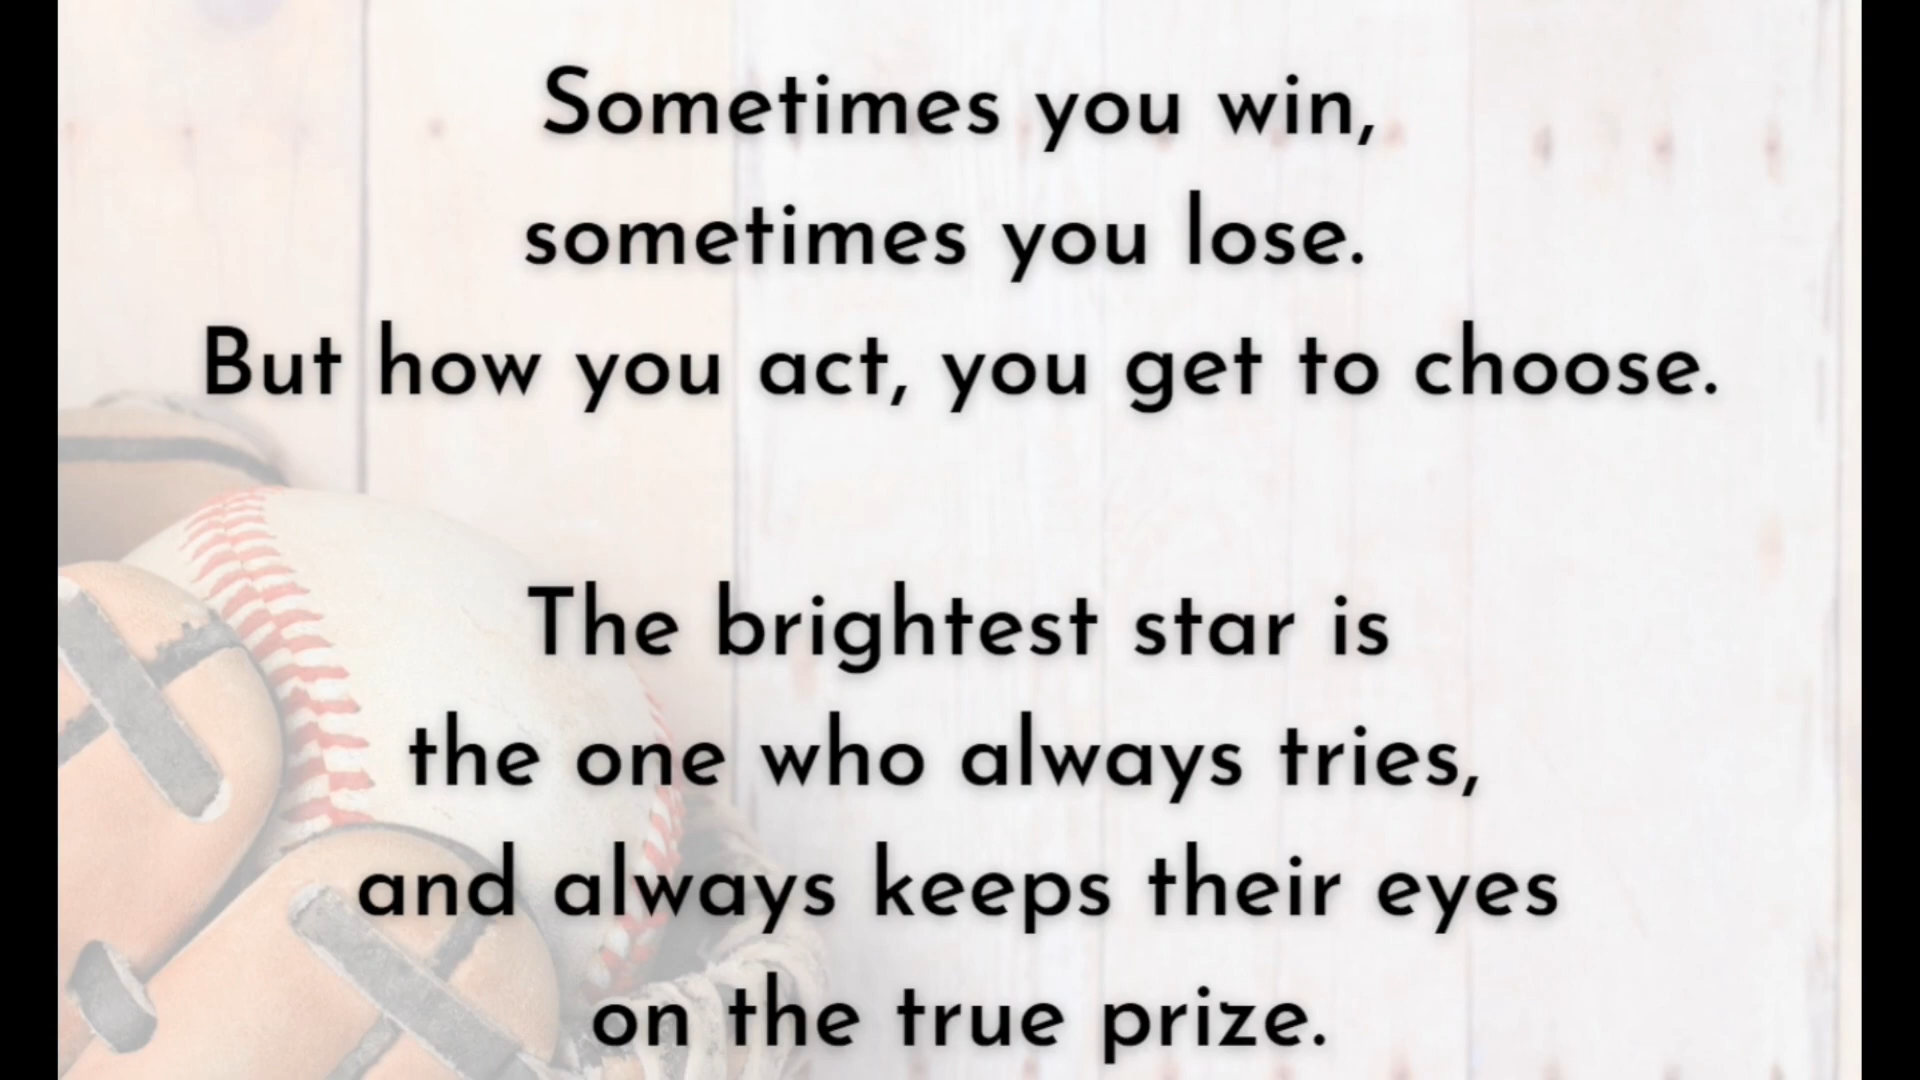 Sometimes you win,
sometimes you lose.
But how you act, you get to choose.
The brightest star is
the one who always tries,
and always keeps their eyes
on the true prize.